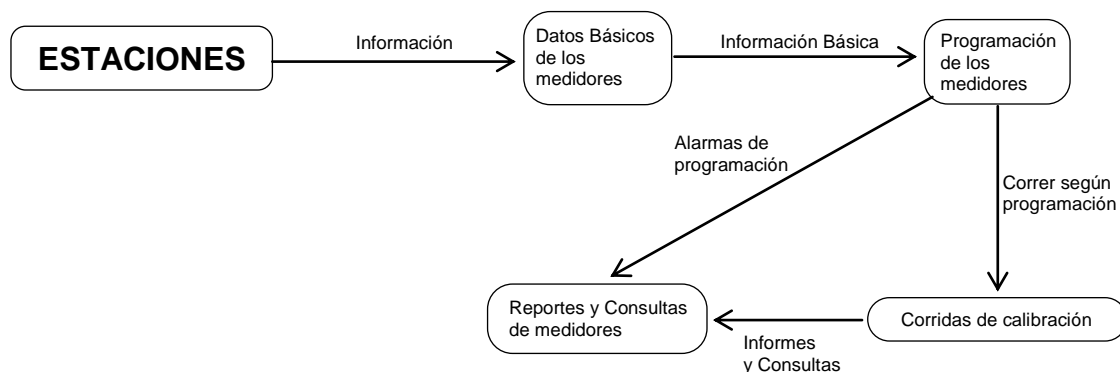 ESTACIONES
Información
Datos Básicos
de los
medidores
Información Básica
Programación
de los
medidores
Alarmas de
programación
Correr según
programación
Reportes y Consultas
de medidores
Informes
y Consultas
Corridas de calibración